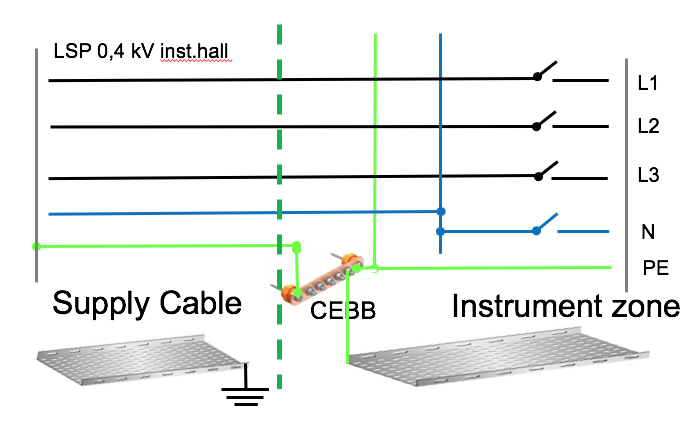 LSP 0,4 kV inst.hall
L1
L2
L3
N
PE
Supply Cable
CEBB
Instrument zone